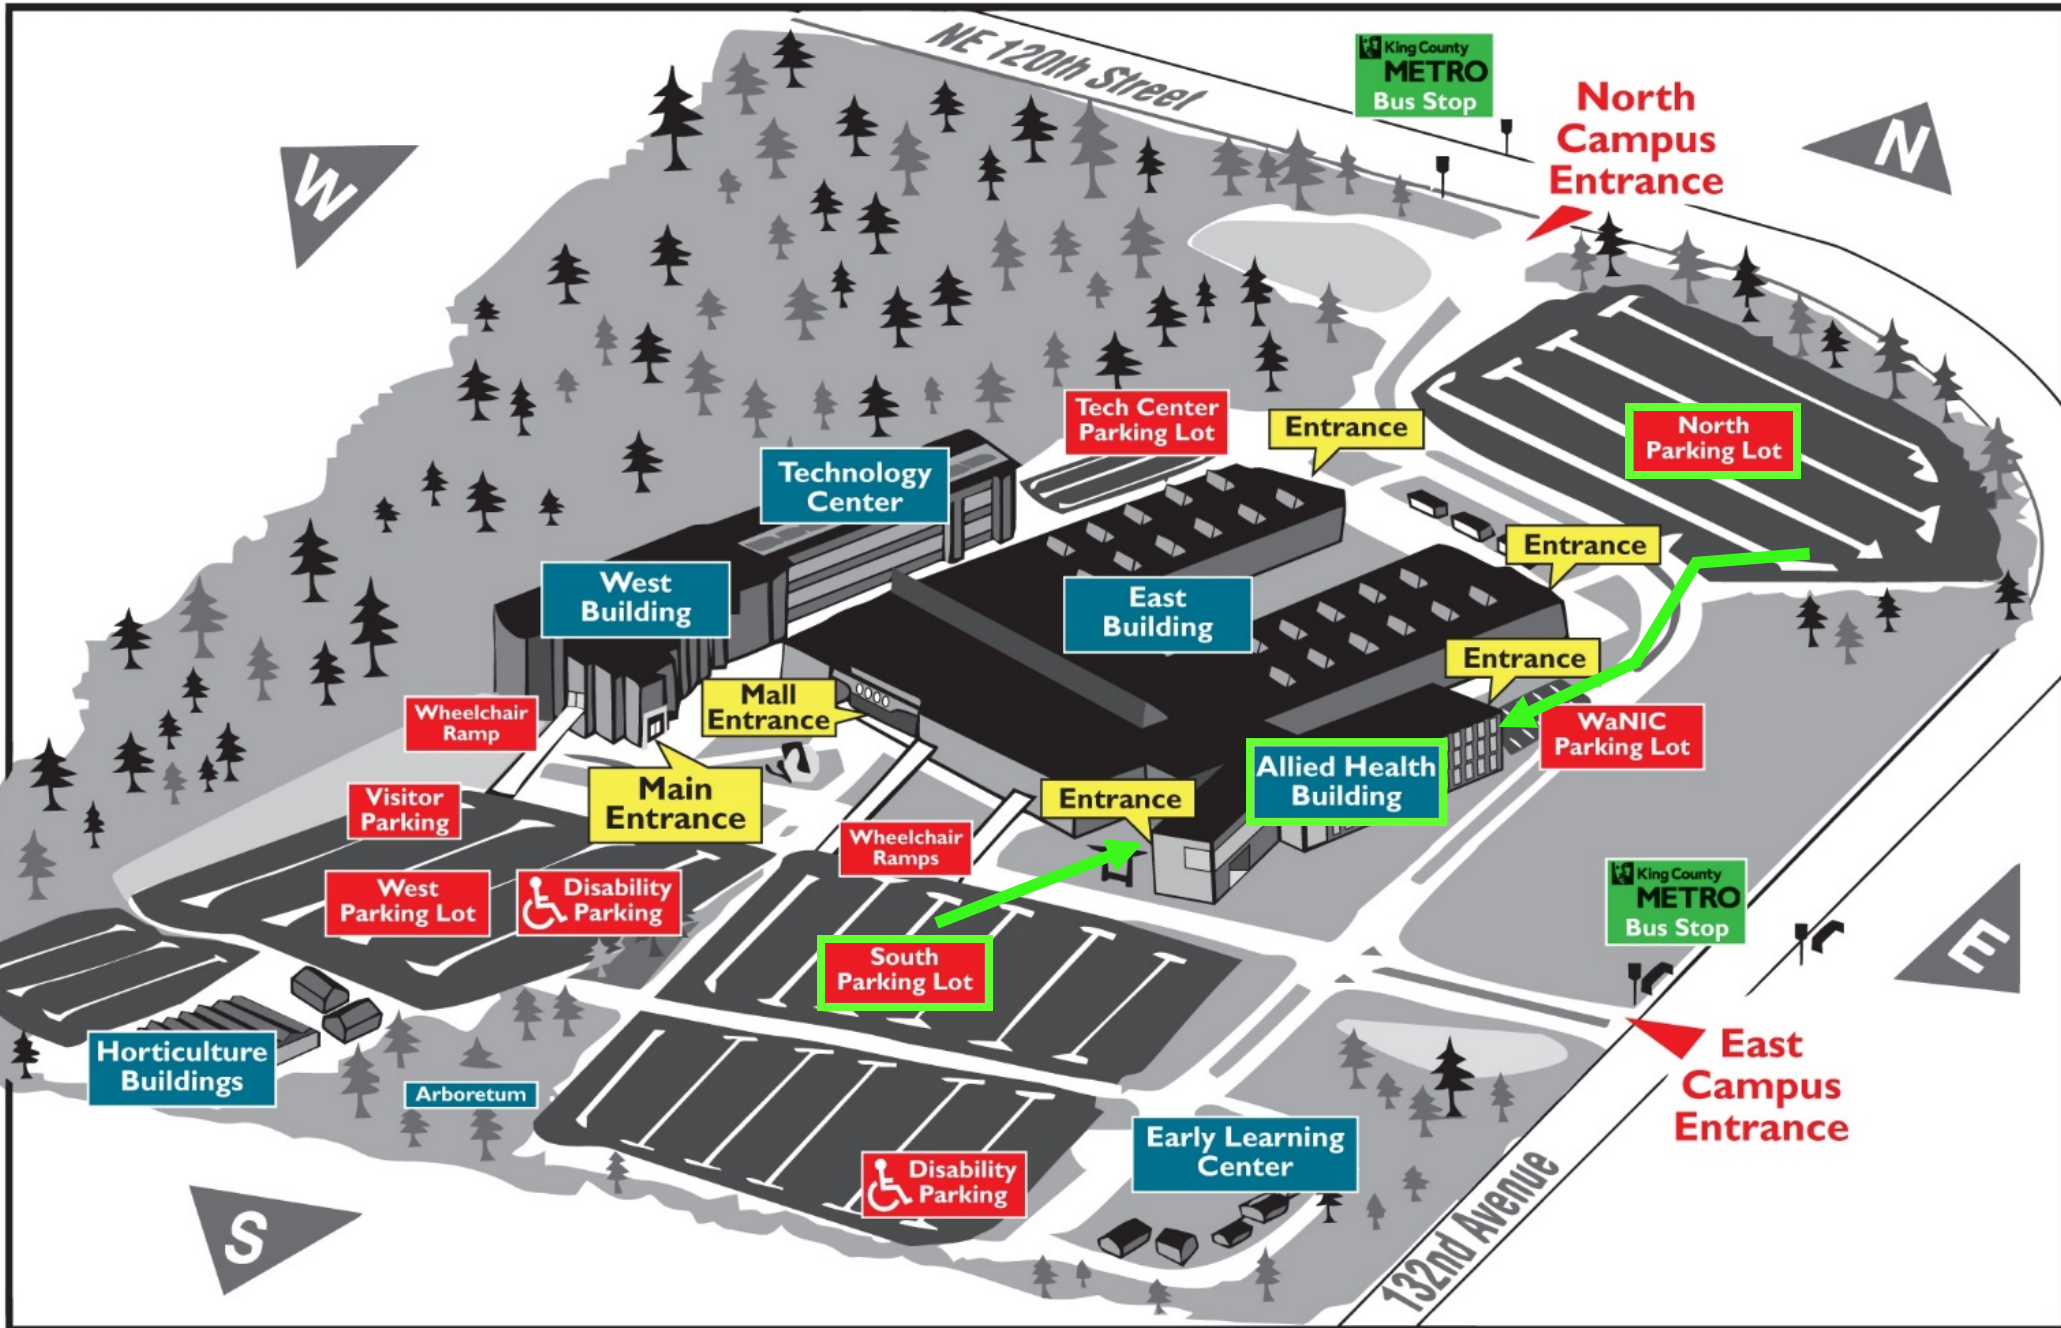 NE 120th Street
King County
METRO
Bus Stop
North
Campus
Entrance
N
W
Tech Center
Parking Lot
Entrance
North
Parking Lot
Technology
Center
Entrance
West
Building
East
Building
Entrance
Wheelchair
Ramp
Mall
Entrance
WaNIC
Parking Lot
Allied Health
Building
Main
Entrance
Entrance
Visitor
Parking
Wheelchair
Ramps
West
Parking Lot
Disability
Parking
King County
METRO
Bus Stop
E
South
Parking Lot
Horticulture
Buildings
Arboretum
East
Campus
Entrance
Early Learning
Center
Disability
Parking
S
132nd Avenue